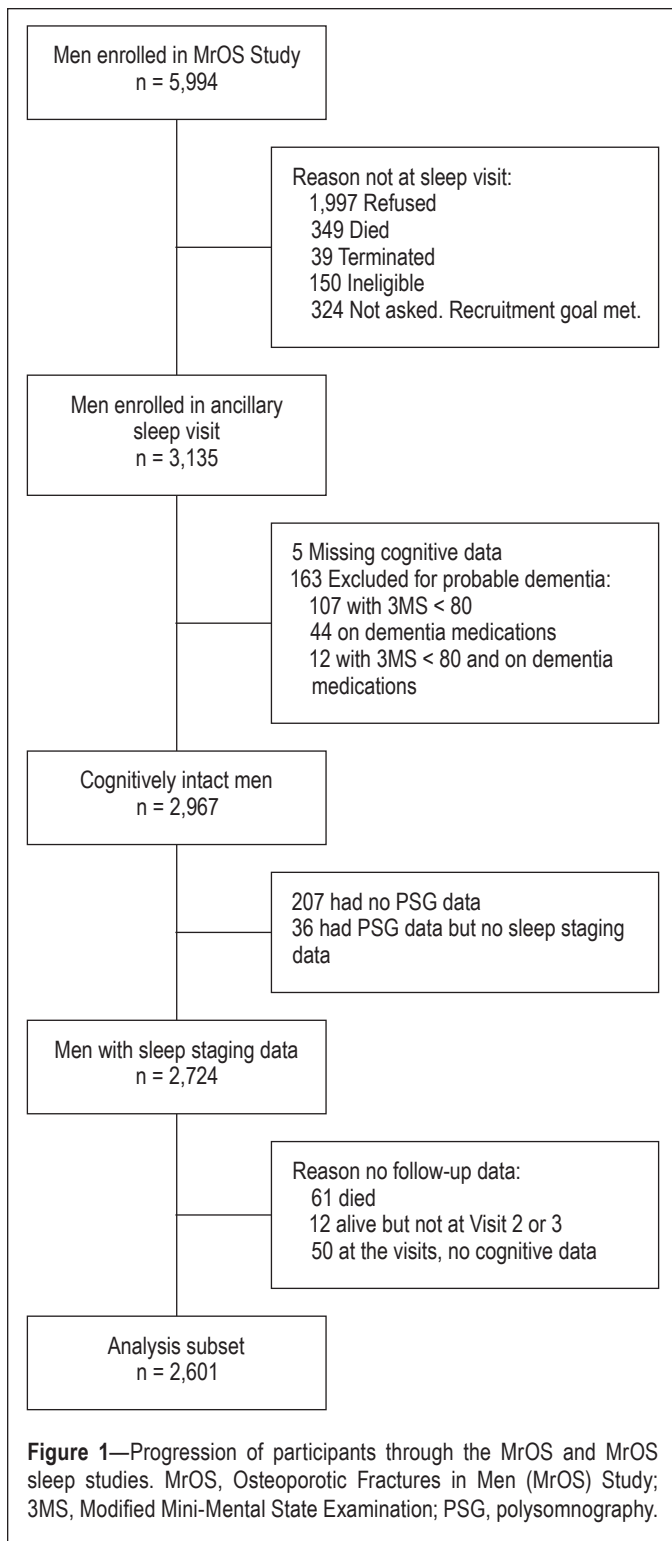 Men enrolled in MrOS Study
n = 5,994
Reason not at sleep visit:
1,997 Refused
349 Died
39 Terminated
150 Ineligible
324 Not asked. Recruitment goal met.
Men enrolled in ancillary
sleep visit
n = 3,135
5 Missing cognitive data
163 Excluded for probable dementia:
107 with 3MS < 80
44 on dementia medications
12 with 3MS < 80 and on dementia
medications
Cognitively intact men
n = 2,967
207 had no PSG data
36 had PSG data but no sleep staging
data
Men with sleep staging data
n = 2,724
Reason no follow-up data:
61 died
12 alive but not at Visit 2 or 3
50 at the visits, no cognitive data
Analysis subset
n = 2,601
Figure 1—Progression of participants through the MrOS and MrOS
sleep studies. MrOS, Osteoporotic Fractures in Men (MrOS) Study;
3MS, Modified Mini-Mental State Examination; PSG, polysomnography.